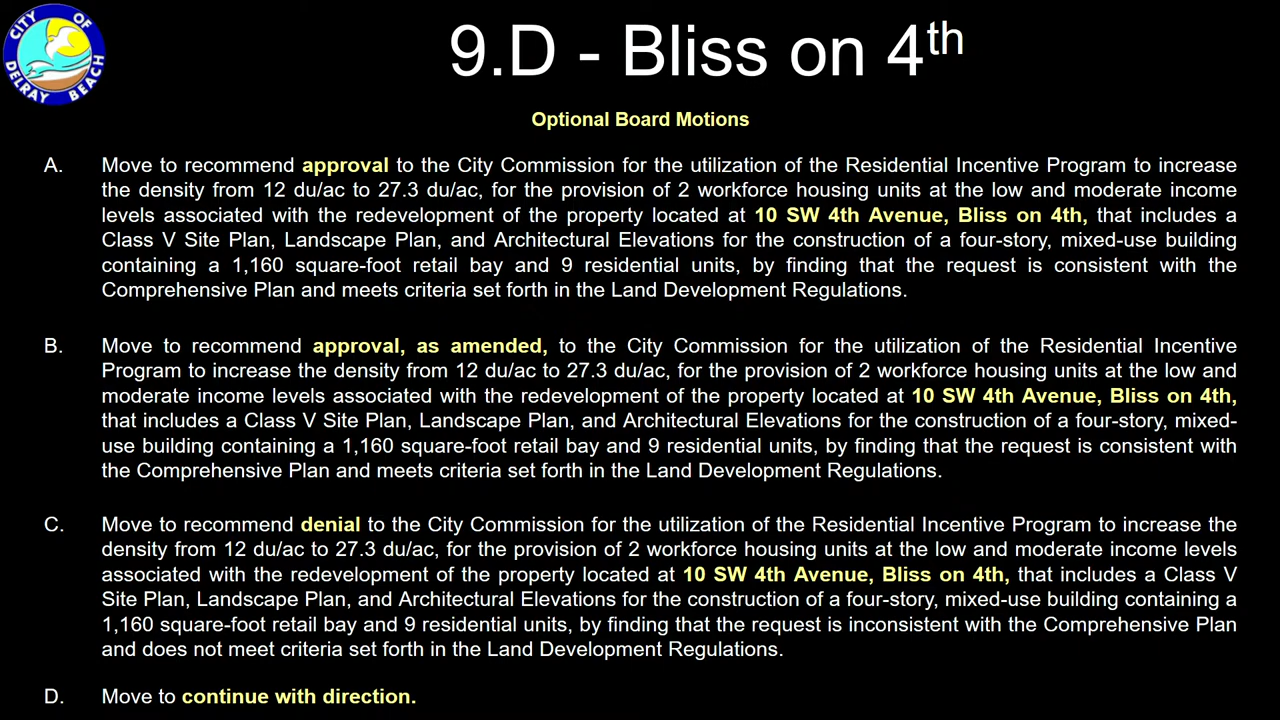 CITY OF
DELRAY BEACH
9.D - Bliss on 4th
Optional Board Motions
A. Move to recommend approval to the City Commission for the utilization of the Residential Incentive Program to increase
the density from 12 du/ac to 27.3 du/ac, for the provision of 2 workforce housing units at the low and moderate income
levels associated with the redevelopment of the property located at 10 SW 4th Avenue, Bliss on 4th, that includes a
Class V Site Plan, Landscape Plan, and Architectural Elevations for the construction of a four-story, mixed-use building
containing a 1,160 square-foot retail bay and 9 residential units, by finding that the request is consistent with the
Comprehensive Plan and meets criteria set forth in the Land Development Regulations.
B. Move to recommend approval, as amended, to the City Commission for the utilization of the Residential Incentive
Program to increase the density from 12 du/ac to 27.3 du/ac, for the provision of 2 workforce housing units at the low and
moderate income levels associated with the redevelopment of the property located at 10 SW 4th Avenue, Bliss on 4th,
that includes a Class V Site Plan, Landscape Plan, and Architectural Elevations for the construction of a four-story, mixed-
use building containing a 1,160 square-foot retail bay and 9 residential units, by finding that the request is consistent with
the Comprehensive Plan and meets criteria set forth in the Land Development Regulations.
C. Move to recommend denial to the City Commission for the utilization of the Residential Incentive Program to increase the
density from 12 du/ac to 27.3 du/ac, for the provision of 2 workforce housing units at the low and moderate income levels
associated with the redevelopment of the property located at 10 SW 4th Avenue, Bliss on 4th, that includes a Class V
Site Plan, Landscape Plan, and Architectural Elevations for the construction of a four-story, mixed-use building containing a
1,160 square-foot retail bay and 9 residential units, by finding that the request is inconsistent with the Comprehensive Plan
and does not meet criteria set forth in the Land Development Regulations.
D. Move to continue with direction.